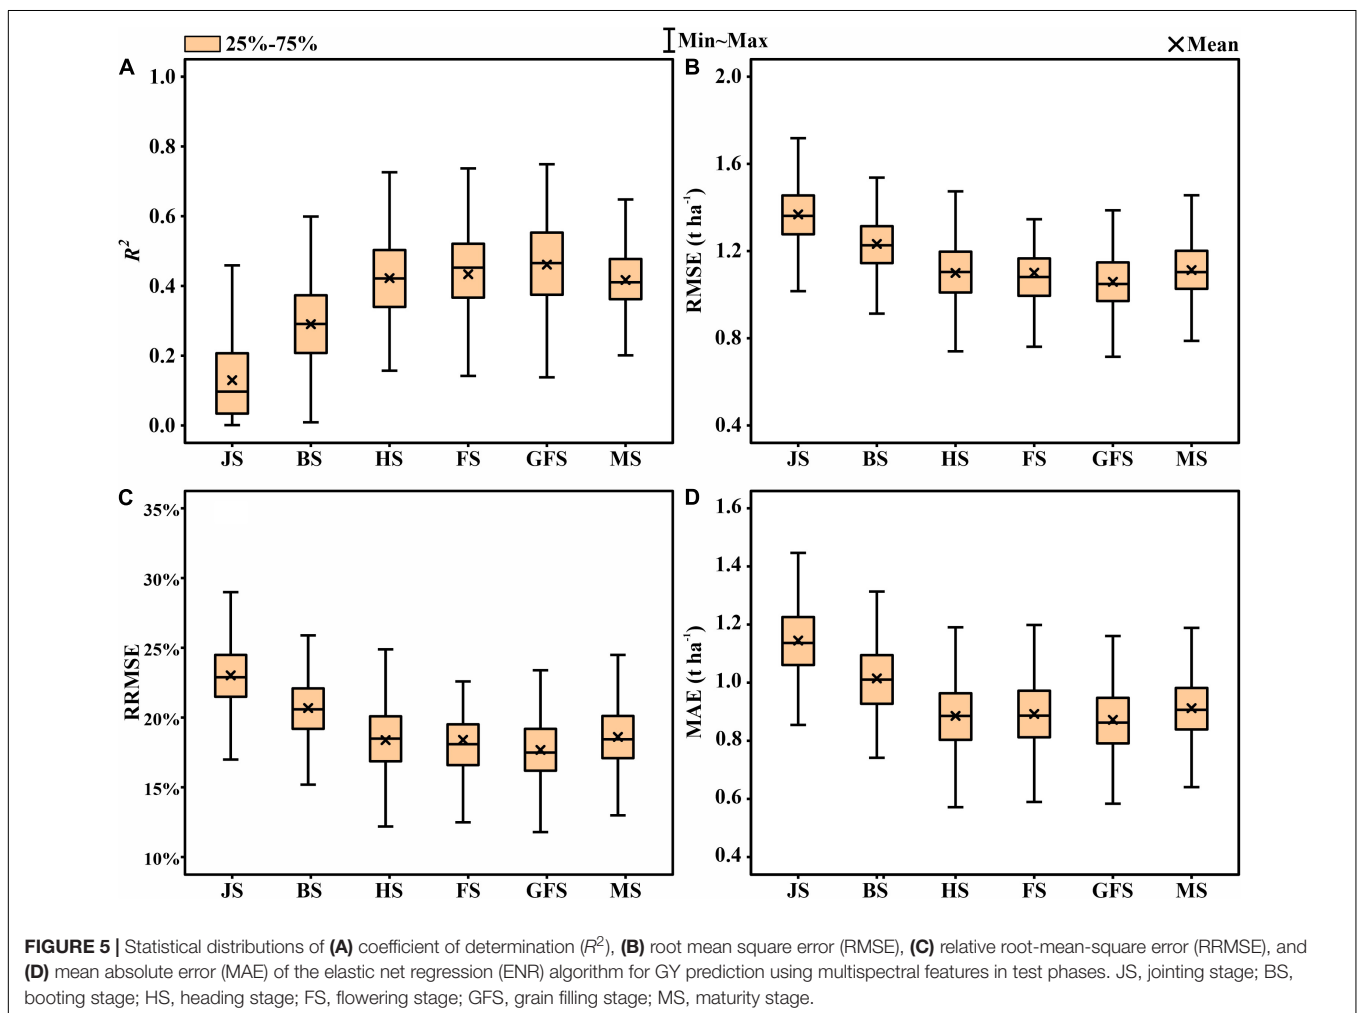 25%-75%
Min~Max
Mean
A
1.0
0.8
0.6
0.4
0.2
0.0
R²
JS BS HS FS GFS MS
B
2.0
1.6
1.2
0.8
0.4
RMSE (t ha⁻¹)
JS BS HS FS GFS MS
C
35%
30%
25%
20%
15%
10%
RRMSE
JS BS HS FS GFS MS
D
1.6
1.4
1.2
1.0
0.8
0.6
0.4
MAE (t ha⁻¹)
JS BS HS FS GFS MS
FIGURE 5 | Statistical distributions of (A) coefficient of determination (R²), (B) root mean square error (RMSE), (C) relative root-mean-square error (RRMSE), and
(D) mean absolute error (MAE) of the elastic net regression (ENR) algorithm for GY prediction using multispectral features in test phases. JS, jointing stage; BS,
booting stage; HS, heading stage; FS, flowering stage; GFS, grain filling stage; MS, maturity stage.